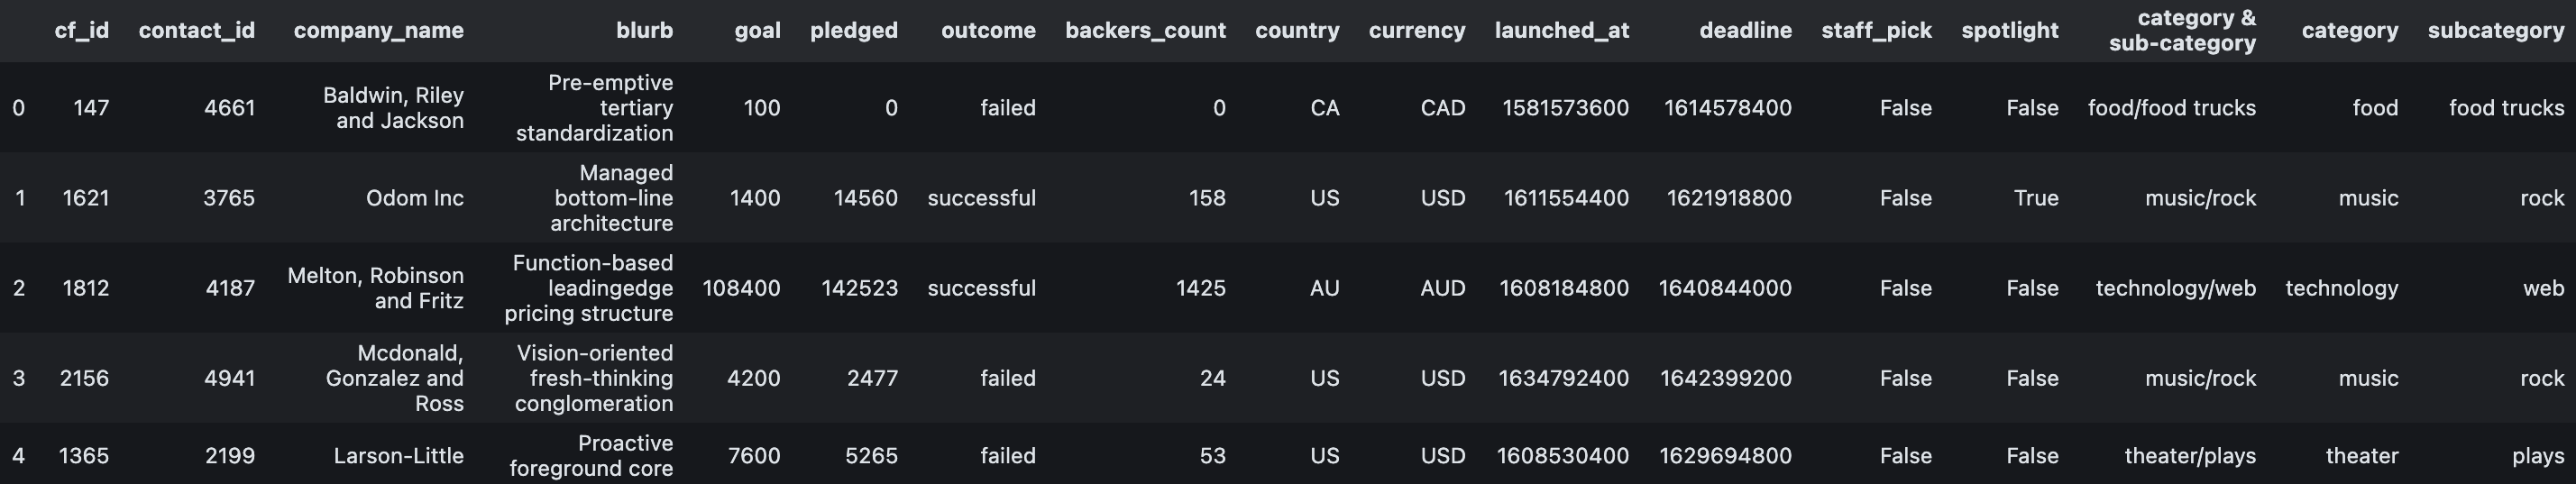 cf_id contact_id company_name blurb goal pledged outcome backers_count country currency launched_at deadline staff_pick spotlight category & sub-category category subcategory
0 147 4661 Baldwin, Riley and Jackson Pre-emptive tertiary standardization 100 0 failed 0 CA CAD 1581573600 1614578400 False False food/food trucks food food trucks
1 1621 3765 Odom Inc Managed bottom-line architecture 1400 14560 successful 158 US USD 1611554400 1621918800 False True music/rock music rock
2 1812 4187 Melton, Robinson and Fritz Function-based leadingedge pricing structure 108400 142523 successful 1425 AU AUD 1608184800 1640844000 False False technology/web technology web
3 2156 4941 Mcdonald, Gonzalez and Ross Vision-oriented fresh-thinking conglomeration 4200 2477 failed 24 US USD 1634792400 1642399200 False False music/rock music rock
4 1365 2199 Larson-Little Proactive foreground core 7600 5265 failed 53 US USD 1608530400 1629694800 False False theater/plays theater plays